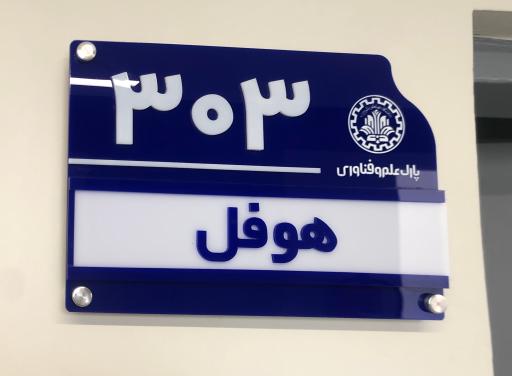 ۳۰۳
پارک علم و فناوری
هوفل